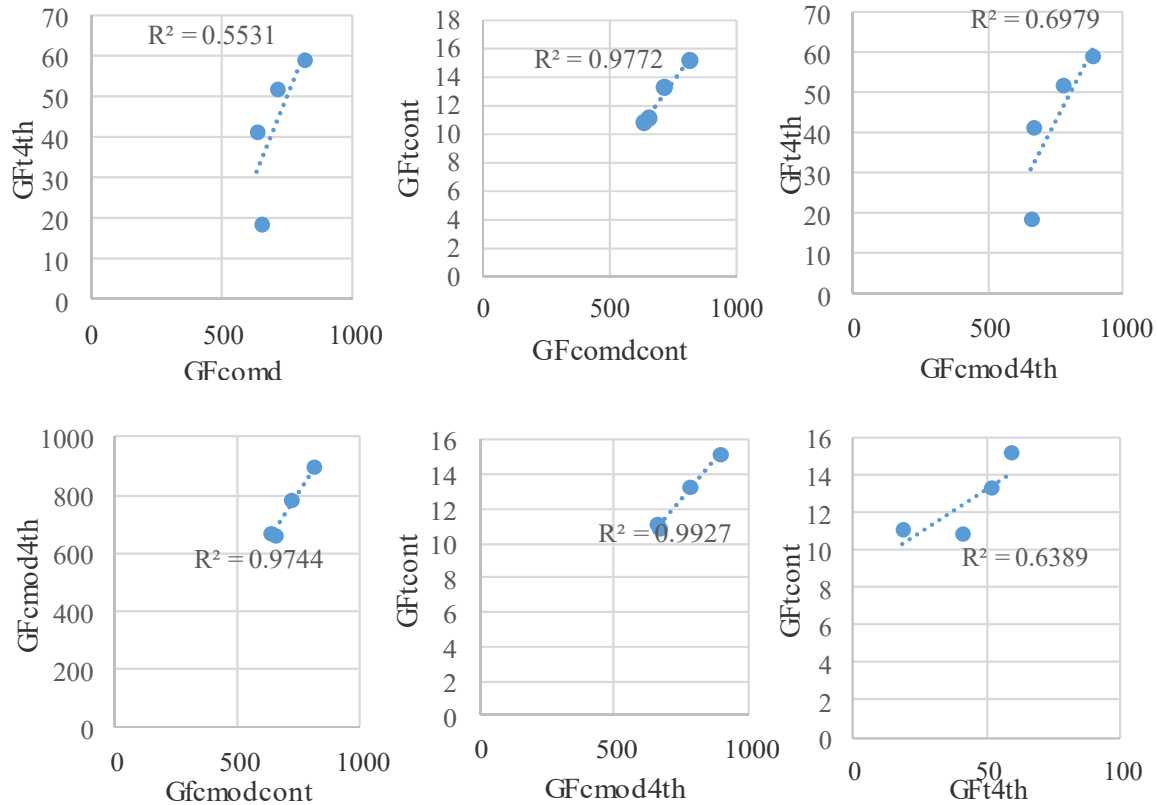 70
60
50
40
30
20
10
0
R² = 0.5531
GFt4th
0 500 1000
GFcomd
18
16
14
12
10
8
6
4
2
0
R² = 0.9772
GFtcont
0 500 1000
GFcomdcont
70
60
50
40
30
20
10
0
R² = 0.6979
GFt4th
0 500 1000
GFcmod4th
1000
800
600
400
200
0
R² = 0.9744
GFcmod4th
0 500 1000
Gfcmodcont
16
14
12
10
8
6
4
2
0
R² = 0.9927
GFtcont
0 500 1000
GFcmod4th
16
14
12
10
8
6
4
2
0
R² = 0.6389
GFtcont
0 50 100
GFt4th